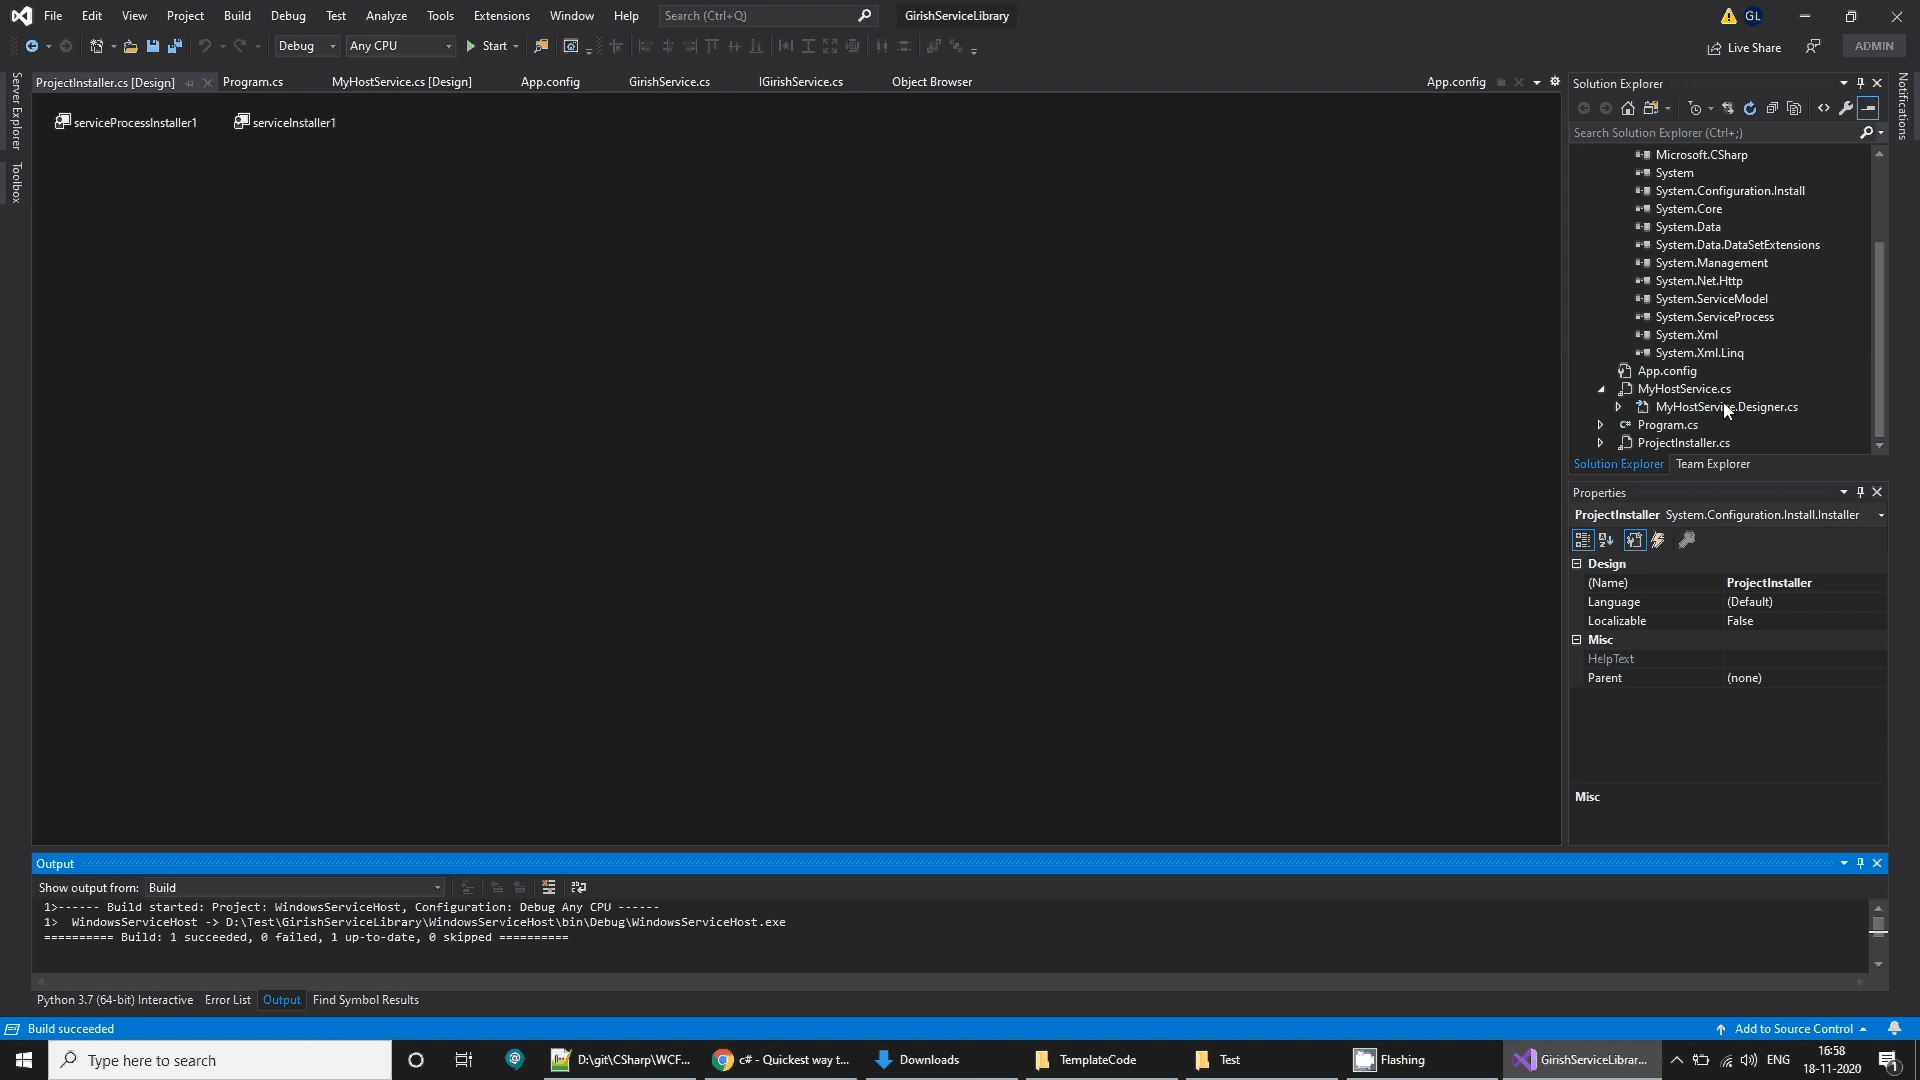 File Edit View Project Build Debug Test Analyze Tools Extensions Window Help Search (Ctrl+Q) GirishServiceLibrary GL
Debug Any CPU Start Live Share ADMIN
ProjectInstaller.cs [Design] Program.cs MyHostService.cs [Design] App.config GirishService.cs IGirishService.cs Object Browser App.config
Server Explorer
Toolbox
serviceProcessInstaller1 serviceInstaller1
Solution Explorer
Search Solution Explorer (Ctrl+;)
Microsoft.CSharp
System
System.Configuration.Install
System.Core
System.Data
System.Data.DataSetExtensions
System.Management
System.Net.Http
System.ServiceModel
System.ServiceProcess
System.Xml
System.Xml.Linq
App.config
MyHostService.cs
MyHostService.Designer.cs
C# Program.cs
ProjectInstaller.cs
Solution Explorer Team Explorer
Notifications
Properties
ProjectInstaller System.Configuration.Install.Installer
Design
(Name) ProjectInstaller
Language (Default)
Localizable False
Misc
HelpText
Parent (none)
Misc
Output
Show output from: Build
1>------ Build started: Project: WindowsServiceHost, Configuration: Debug Any CPU ------
1> WindowsServiceHost -> D:\Test\GirishServiceLibrary\WindowsServiceHost\bin\Debug\WindowsServiceHost.exe
========== Build: 1 succeeded, 0 failed, 1 up-to-date, 0 skipped ==========
Python 3.7 (64-bit) Interactive Error List Output Find Symbol Results
Build succeeded Add to Source Control
Type here to search D:\git\CSharp\WCF... c# - Quickest way t... Downloads TemplateCode Test Flashing GirishServiceLibrar... ENG 16:58
18-11-2020 1